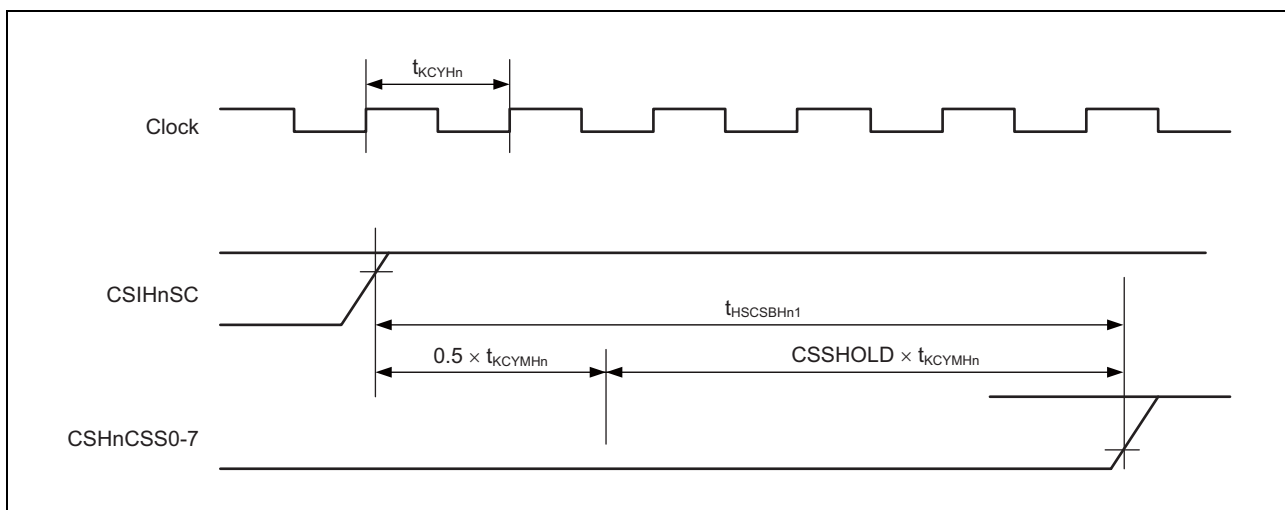 tKCYHn
Clock
CSIHnSC
tHSCSBHn1
0.5 × tKCYMHn
CSSHOLD × tKCYMHn
CSHnCSS0-7